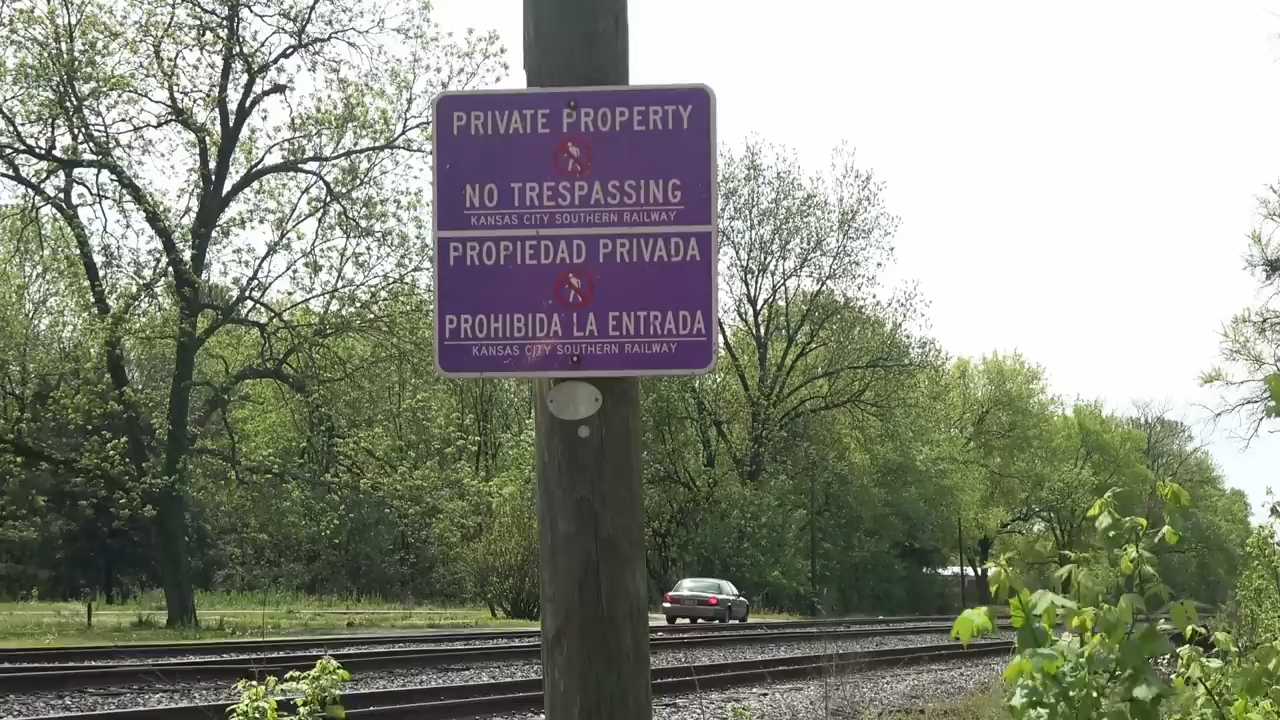 PRIVATE PROPERTY
NO TRESPASSING
KANSAS CITY SOUTHERN RAILWAY
PROPIEDAD PRIVADA
PROHIBIDA LA ENTRADA
KANSAS CITY SOUTHERN RAILWAY